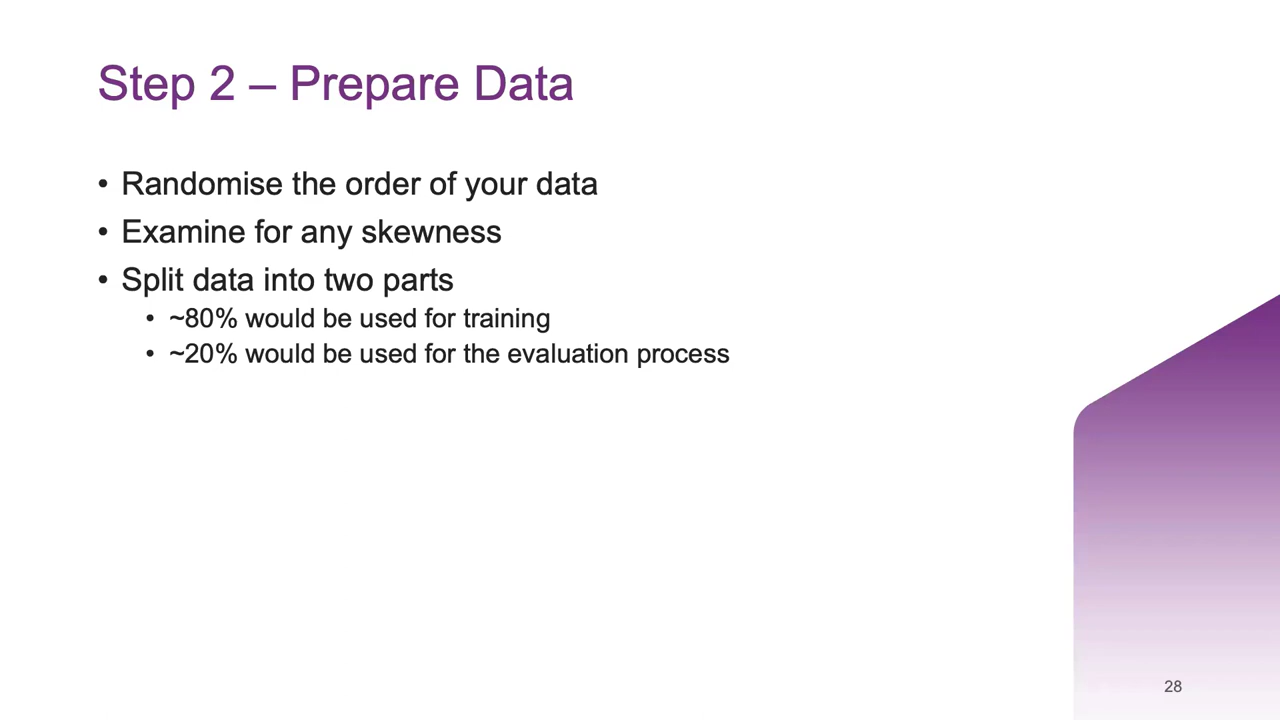 Step 2 – Prepare Data
• Randomise the order of your data
• Examine for any skewness
• Split data into two parts
• ~80% would be used for training
• ~20% would be used for the evaluation process
28